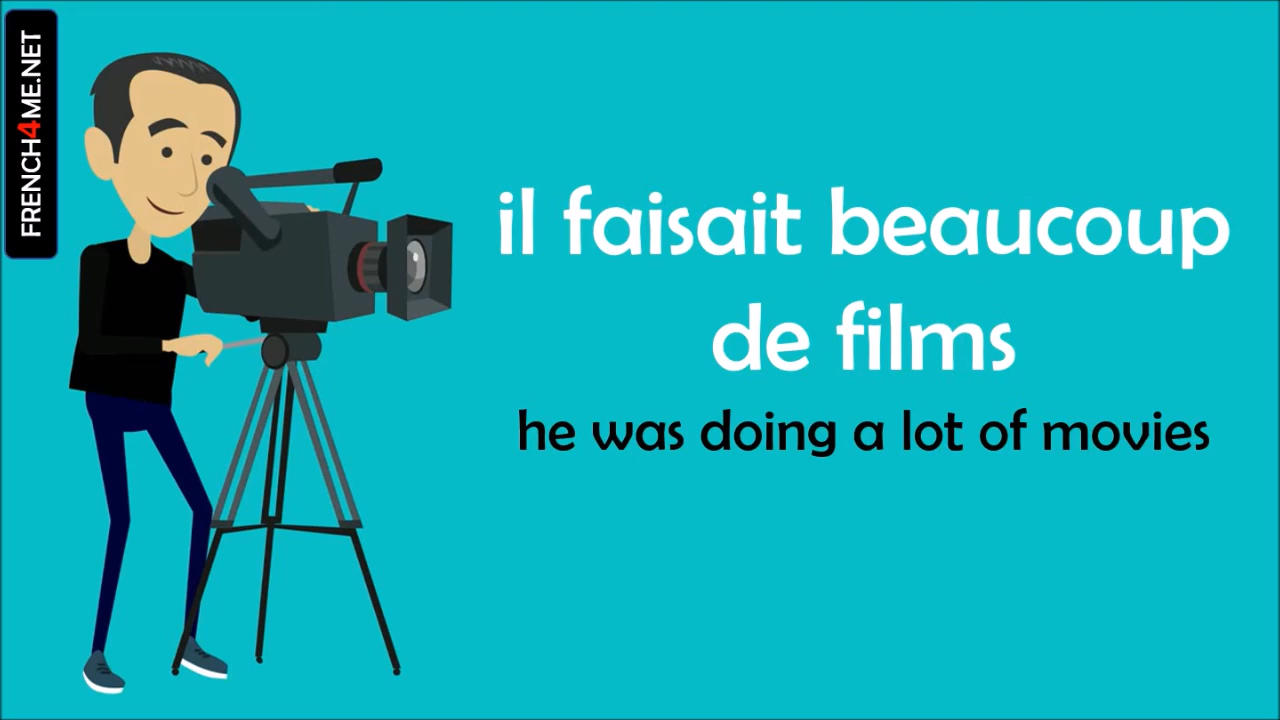 FRENCH4ME.NET
il faisait beaucoup
de films
he was doing a lot of movies